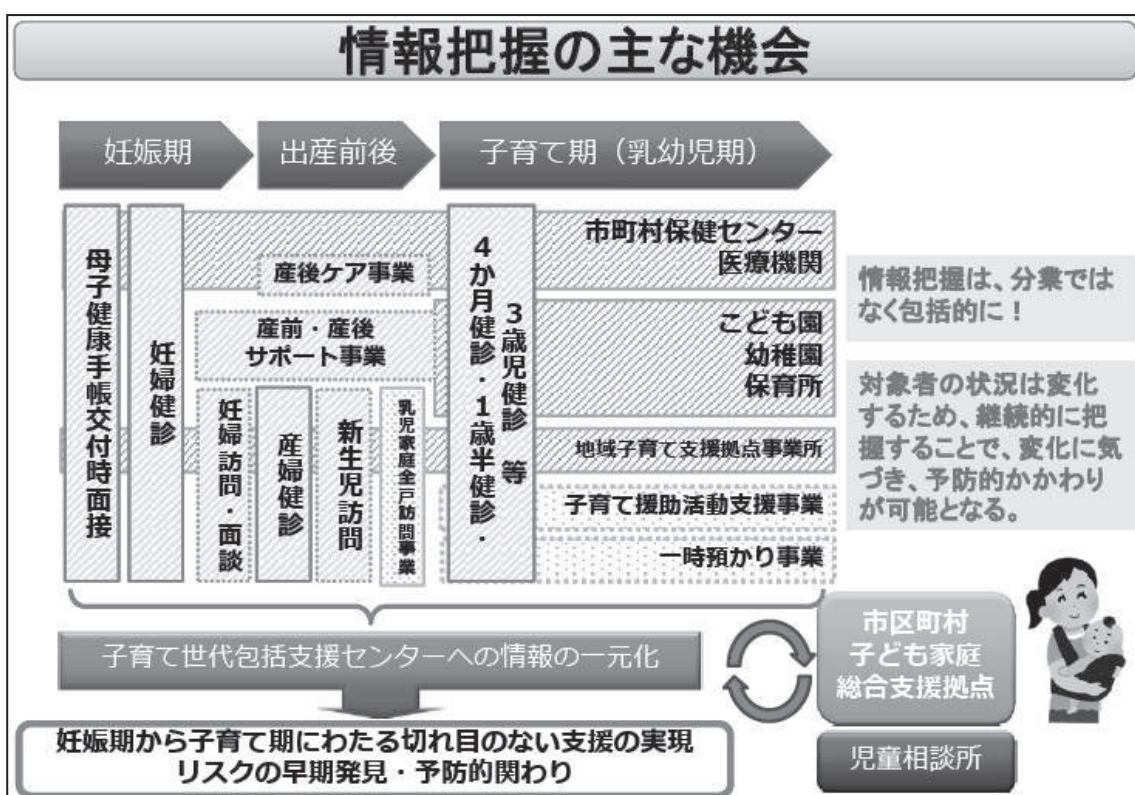 情報把握の主な機会
妊娠期
出産前後
子育て期（乳幼児期）
母子健康手帳交付時面接
妊婦健診
産後ケア事業
産前・産後
サポート事業
妊婦訪問・面談
産婦健診
新生児訪問
乳児家庭全戸訪問事業
4か月健診・1歳半健診・
3歳児健診　等
市町村保健センター
医療機関
こども園
幼稚園
保育所
地域子育て支援拠点事業所
子育て援助活動支援事業
一時預かり事業
情報把握は、分業ではなく包括的に！
対象者の状況は変化
するため、継続的に把
握することで、変化に気
づき、予防的かかわり
が可能となる。
子育て世代包括支援センターへの情報の一元化
市区町村
子ども家庭
総合支援拠点
児童相談所
妊娠期から子育て期にわたる切れ目のない支援の実現
リスクの早期発見・予防的関わり